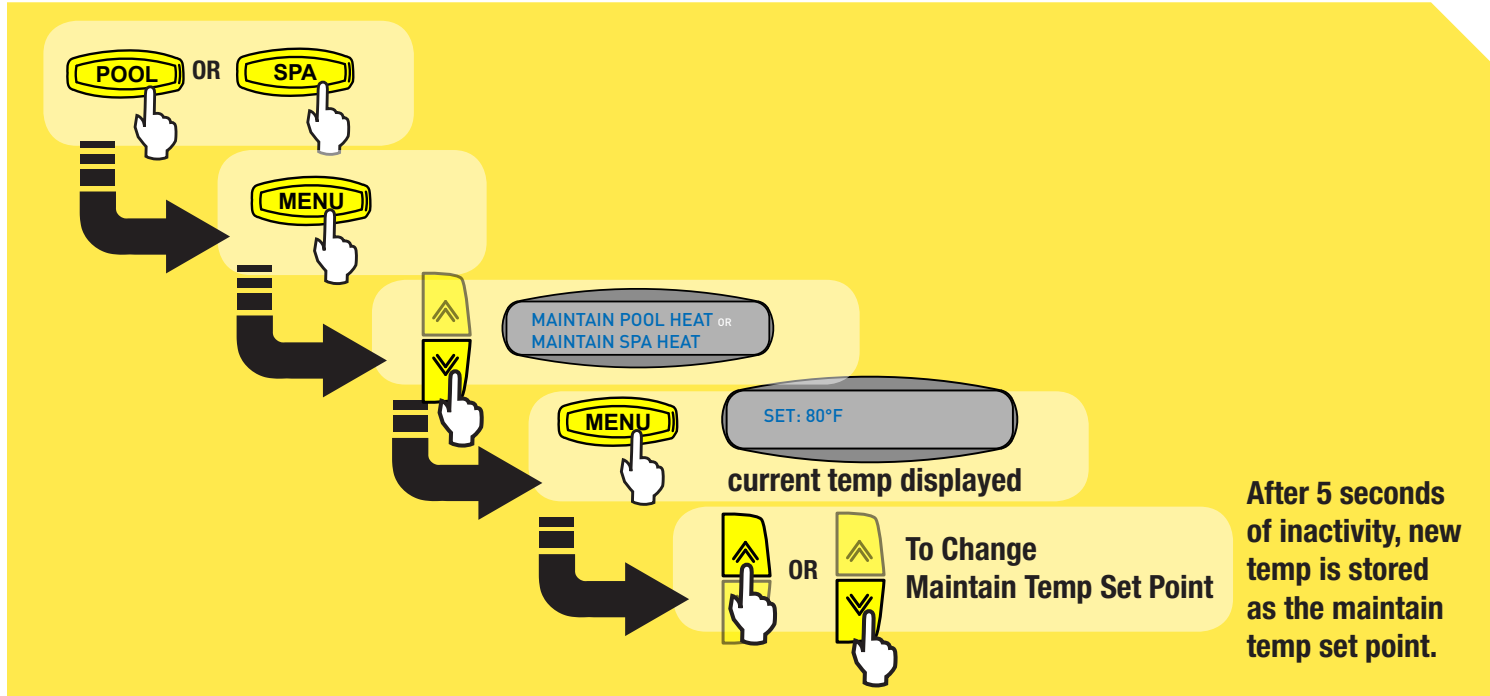 POOL OR SPA
MENU
MAINTAIN POOL HEAT OR
MAINTAIN SPA HEAT
MENU
SET: 80°F
current temp displayed
OR
To Change
Maintain Temp Set Point
After 5 seconds
of inactivity, new
temp is stored
as the maintain
temp set point.